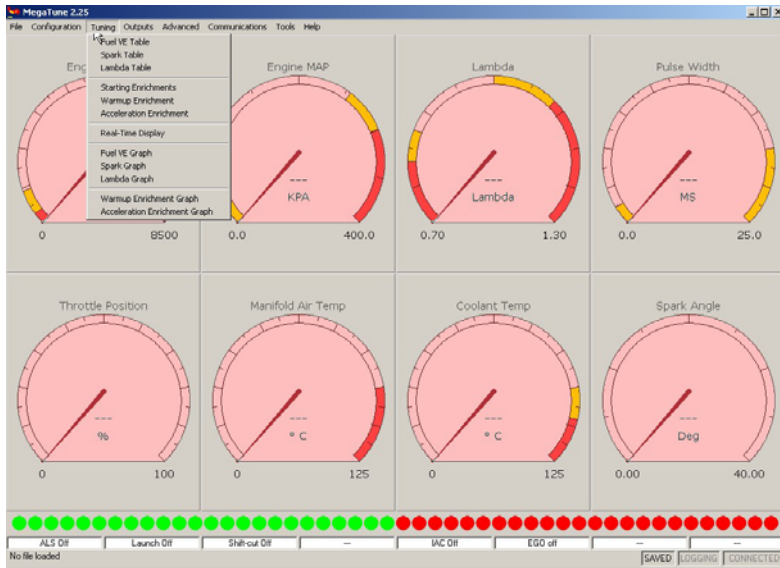 MegaTune 2.25
File Configuration Tuning Outputs Advanced Communications Tools Help
Fuel VE Table
Spark Table
Lambda Table
Starting Enrichments
Warmup Enrichment
Acceleration Enrichment
Real-Time Display
Fuel VE Graph
Spark Graph
Lambda Graph
Warmup Enrichment Graph
Acceleration Enrichment Graph
Eng
0 8500
Engine MAP
---
KPA
0.0 400.0
Lambda
---
Lambda
0.70 1.30
Pulse Width
---
MS
0.0 25.0
Throttle Position
---
%
0 100
Manifold Air Temp
---
° C
0 125
Coolant Temp
---
° C
0 125
Spark Angle
---
Deg
0.00 40.00
ALS Off Launch Off Shift-cut Off -- IAC Off EGO off -- --
No file loaded SAVED LOGGING CONNECTED